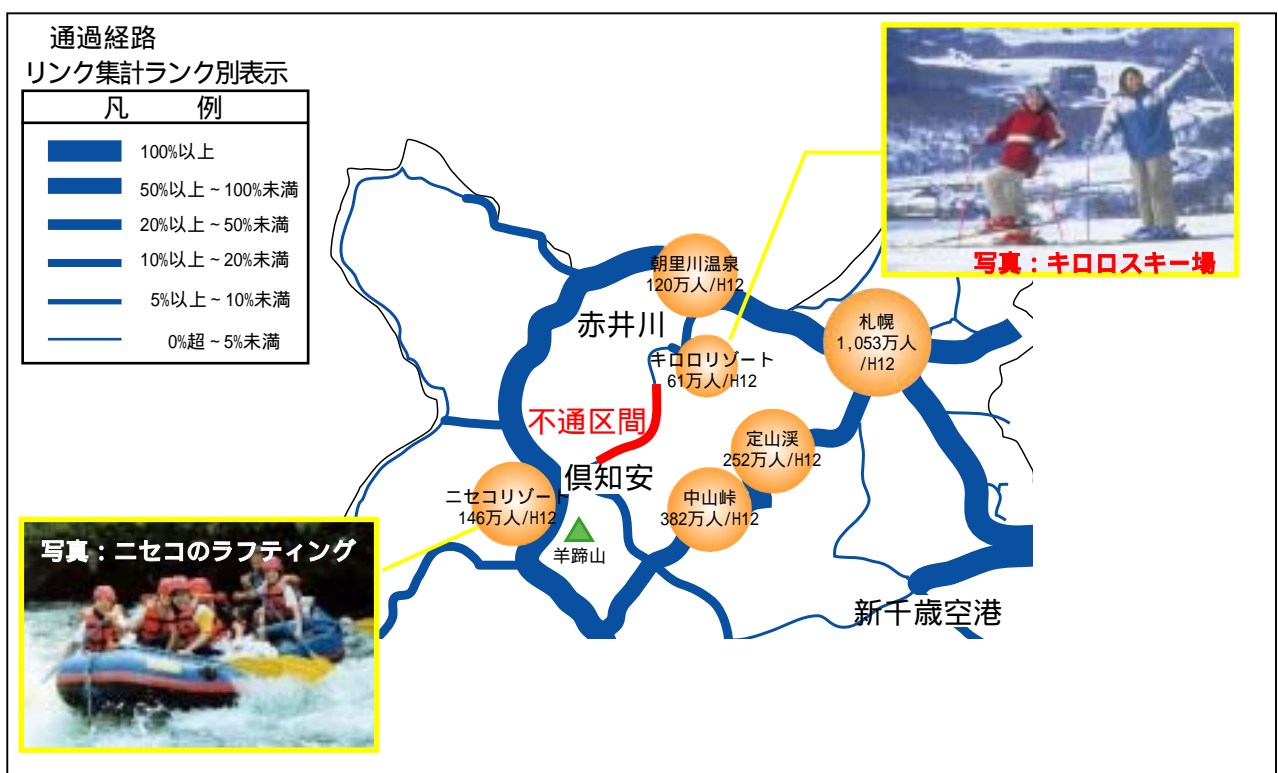 通過経路
リンク集計ランク別表示
凡　例
100%以上
50%以上～100%未満
20%以上～50%未満
10%以上～20%未満
5%以上～10%未満
0%超～5%未満
写真：キロロスキー場
朝里川温泉
120万人/H12
赤井川
札幌
1,053万人
/H12
キロロリゾート
61万人/H12
不通区間
定山渓
252万人/H12
倶知安
ニセコリゾート
146万人/H12
中山峠
382万人/H12
羊蹄山
写真：ニセコのラフティング
新千歳空港